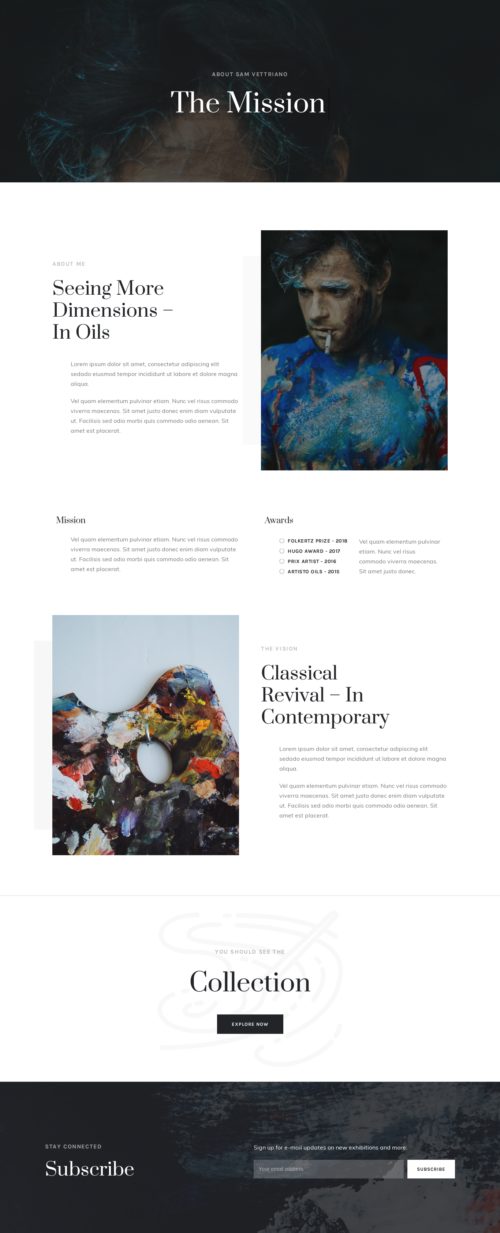 ABOUT SAM VETTRIANO
The Mission
ABOUT ME
Seeing More
Dimensions –
In Oils
Lorem ipsum dolor sit amet, consectetur adipiscing elit
sedado eiusmod tempor incididunt ut labore et dolore magna
aliqua.
Vel quam elementum pulvinar etiam. Nunc vel risus commodo
viverra maecenas. Sit amet justo donec enim diam vulputate
ut. Facilisis sed odio morbi quis commodo odio aenean. Sit
amet est placerat.
Mission
Vel quam elementum pulvinar etiam. Nunc vel risus commodo
viverra maecenas. Sit amet justo donec enim diam vulputate
ut. Facilisis sed odio morbi quis commodo odio aenean. Sit
amet est placerat.
Awards
FOLKERTZ PRIZE - 2018
HUGO AWARD - 2017
PRIX ARTIST - 2016
ARTISTO OILS - 2015
Vel quam elementum pulvinar
etiam. Nunc vel risus
commodo viverra maecenas.
Sit amet justo donec.
THE VISION
Classical
Revival – In
Contemporary
Lorem ipsum dolor sit amet, consectetur adipiscing elit
sedado eiusmod tempor incididunt ut labore et dolore magna
aliqua.
Vel quam elementum pulvinar etiam. Nunc vel risus commodo
viverra maecenas. Sit amet justo donec enim diam vulputate
ut. Facilisis sed odio morbi quis commodo odio aenean. Sit
amet est placerat.
YOU SHOULD SEE THE
Collection
EXPLORE NOW
STAY CONNECTED
Subscribe
Sign up for e-mail updates on new exhibitions and more.
Your email address
SUBSCRIBE